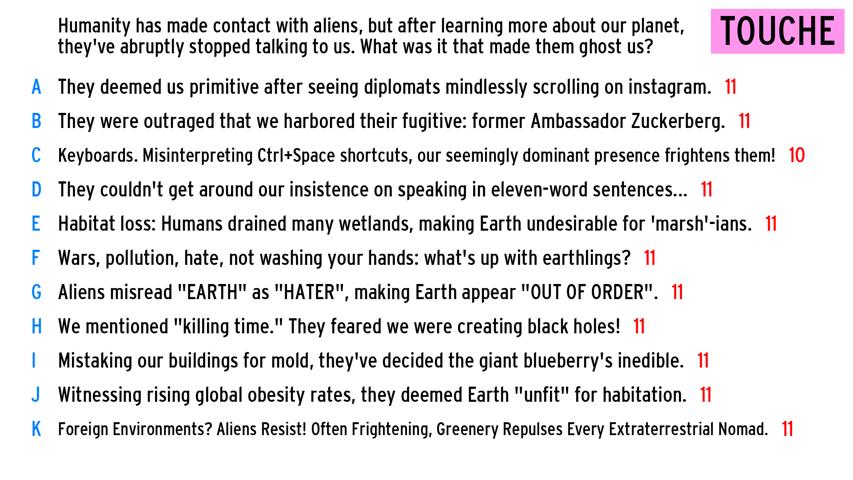 Humanity has made contact with aliens, but after learning more about our planet,
they've abruptly stopped talking to us. What was it that made them ghost us?
TOUCHE
A They deemed us primitive after seeing diplomats mindlessly scrolling on instagram. 11
B They were outraged that we harbored their fugitive: former Ambassador Zuckerberg. 11
C Keyboards. Misinterpreting Ctrl+Space shortcuts, our seemingly dominant presence frightens them! 10
D They couldn't get around our insistence on speaking in eleven-word sentences... 11
E Habitat loss: Humans drained many wetlands, making Earth undesirable for 'marsh'-ians. 11
F Wars, pollution, hate, not washing your hands: what's up with earthlings? 11
G Aliens misread "EARTH" as "HATER", making Earth appear "OUT OF ORDER". 11
H We mentioned "killing time." They feared we were creating black holes! 11
I Mistaking our buildings for mold, they've decided the giant blueberry's inedible. 11
J Witnessing rising global obesity rates, they deemed Earth "unfit" for habitation. 11
K Foreign Environments? Aliens Resist! Often Frightening, Greenery Repulses Every Extraterrestrial Nomad. 11